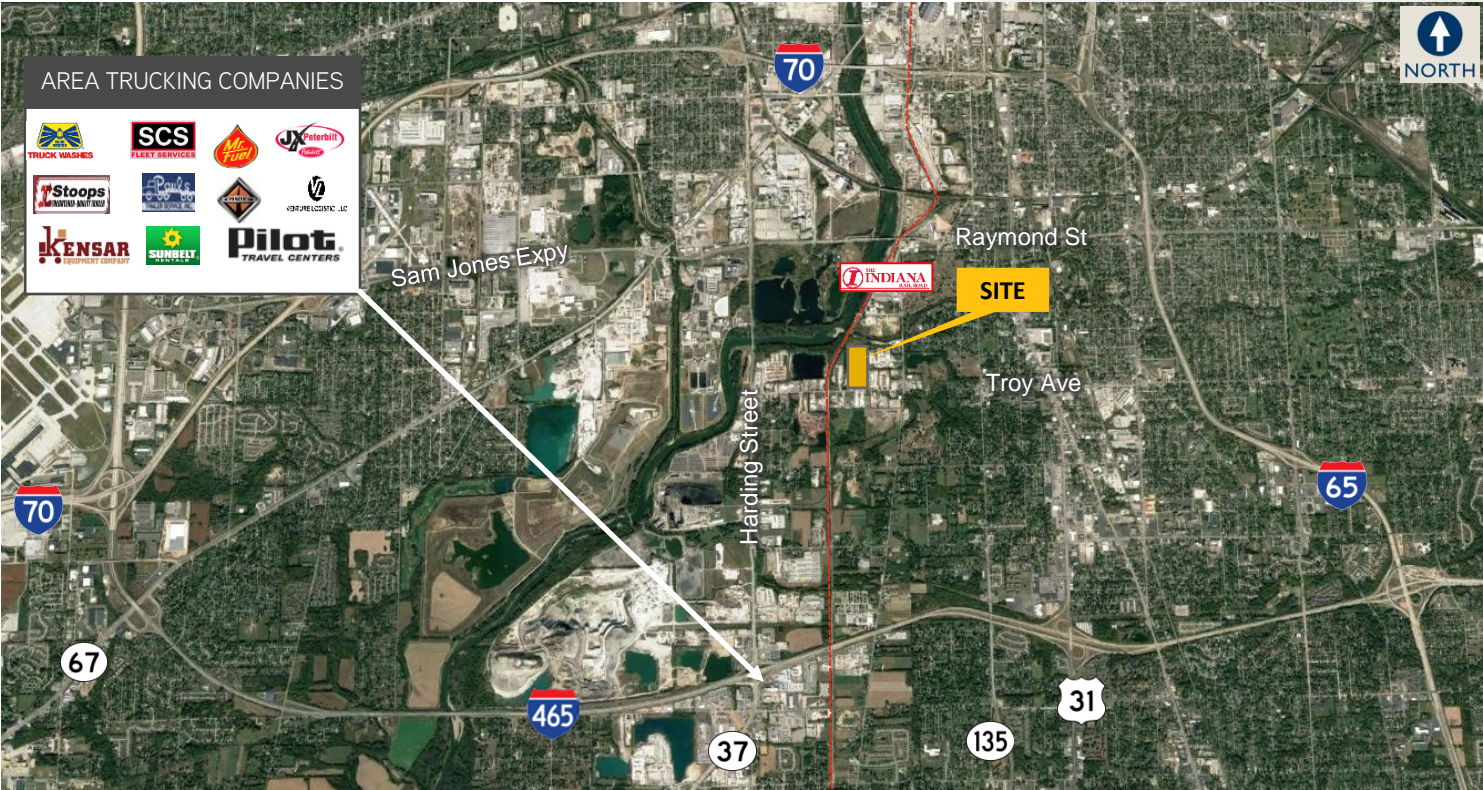 NORTH
70
AREA TRUCKING COMPANIES
TRUCK WASHES
SCS
FLEET SERVICES
Mr. Fuel
JX Peterbilt
Stoops
Paul's
VENTURE LOGISTIC LLC
KENSAR
EQUIPMENT COMPANY
SUNBELT
RENTALS
Pilot
TRAVEL CENTERS
Sam Jones Expy
Raymond St
THE
INDIANA
RAIL ROAD
SITE
Troy Ave
Harding Street
70
65
67
465
37
31
135